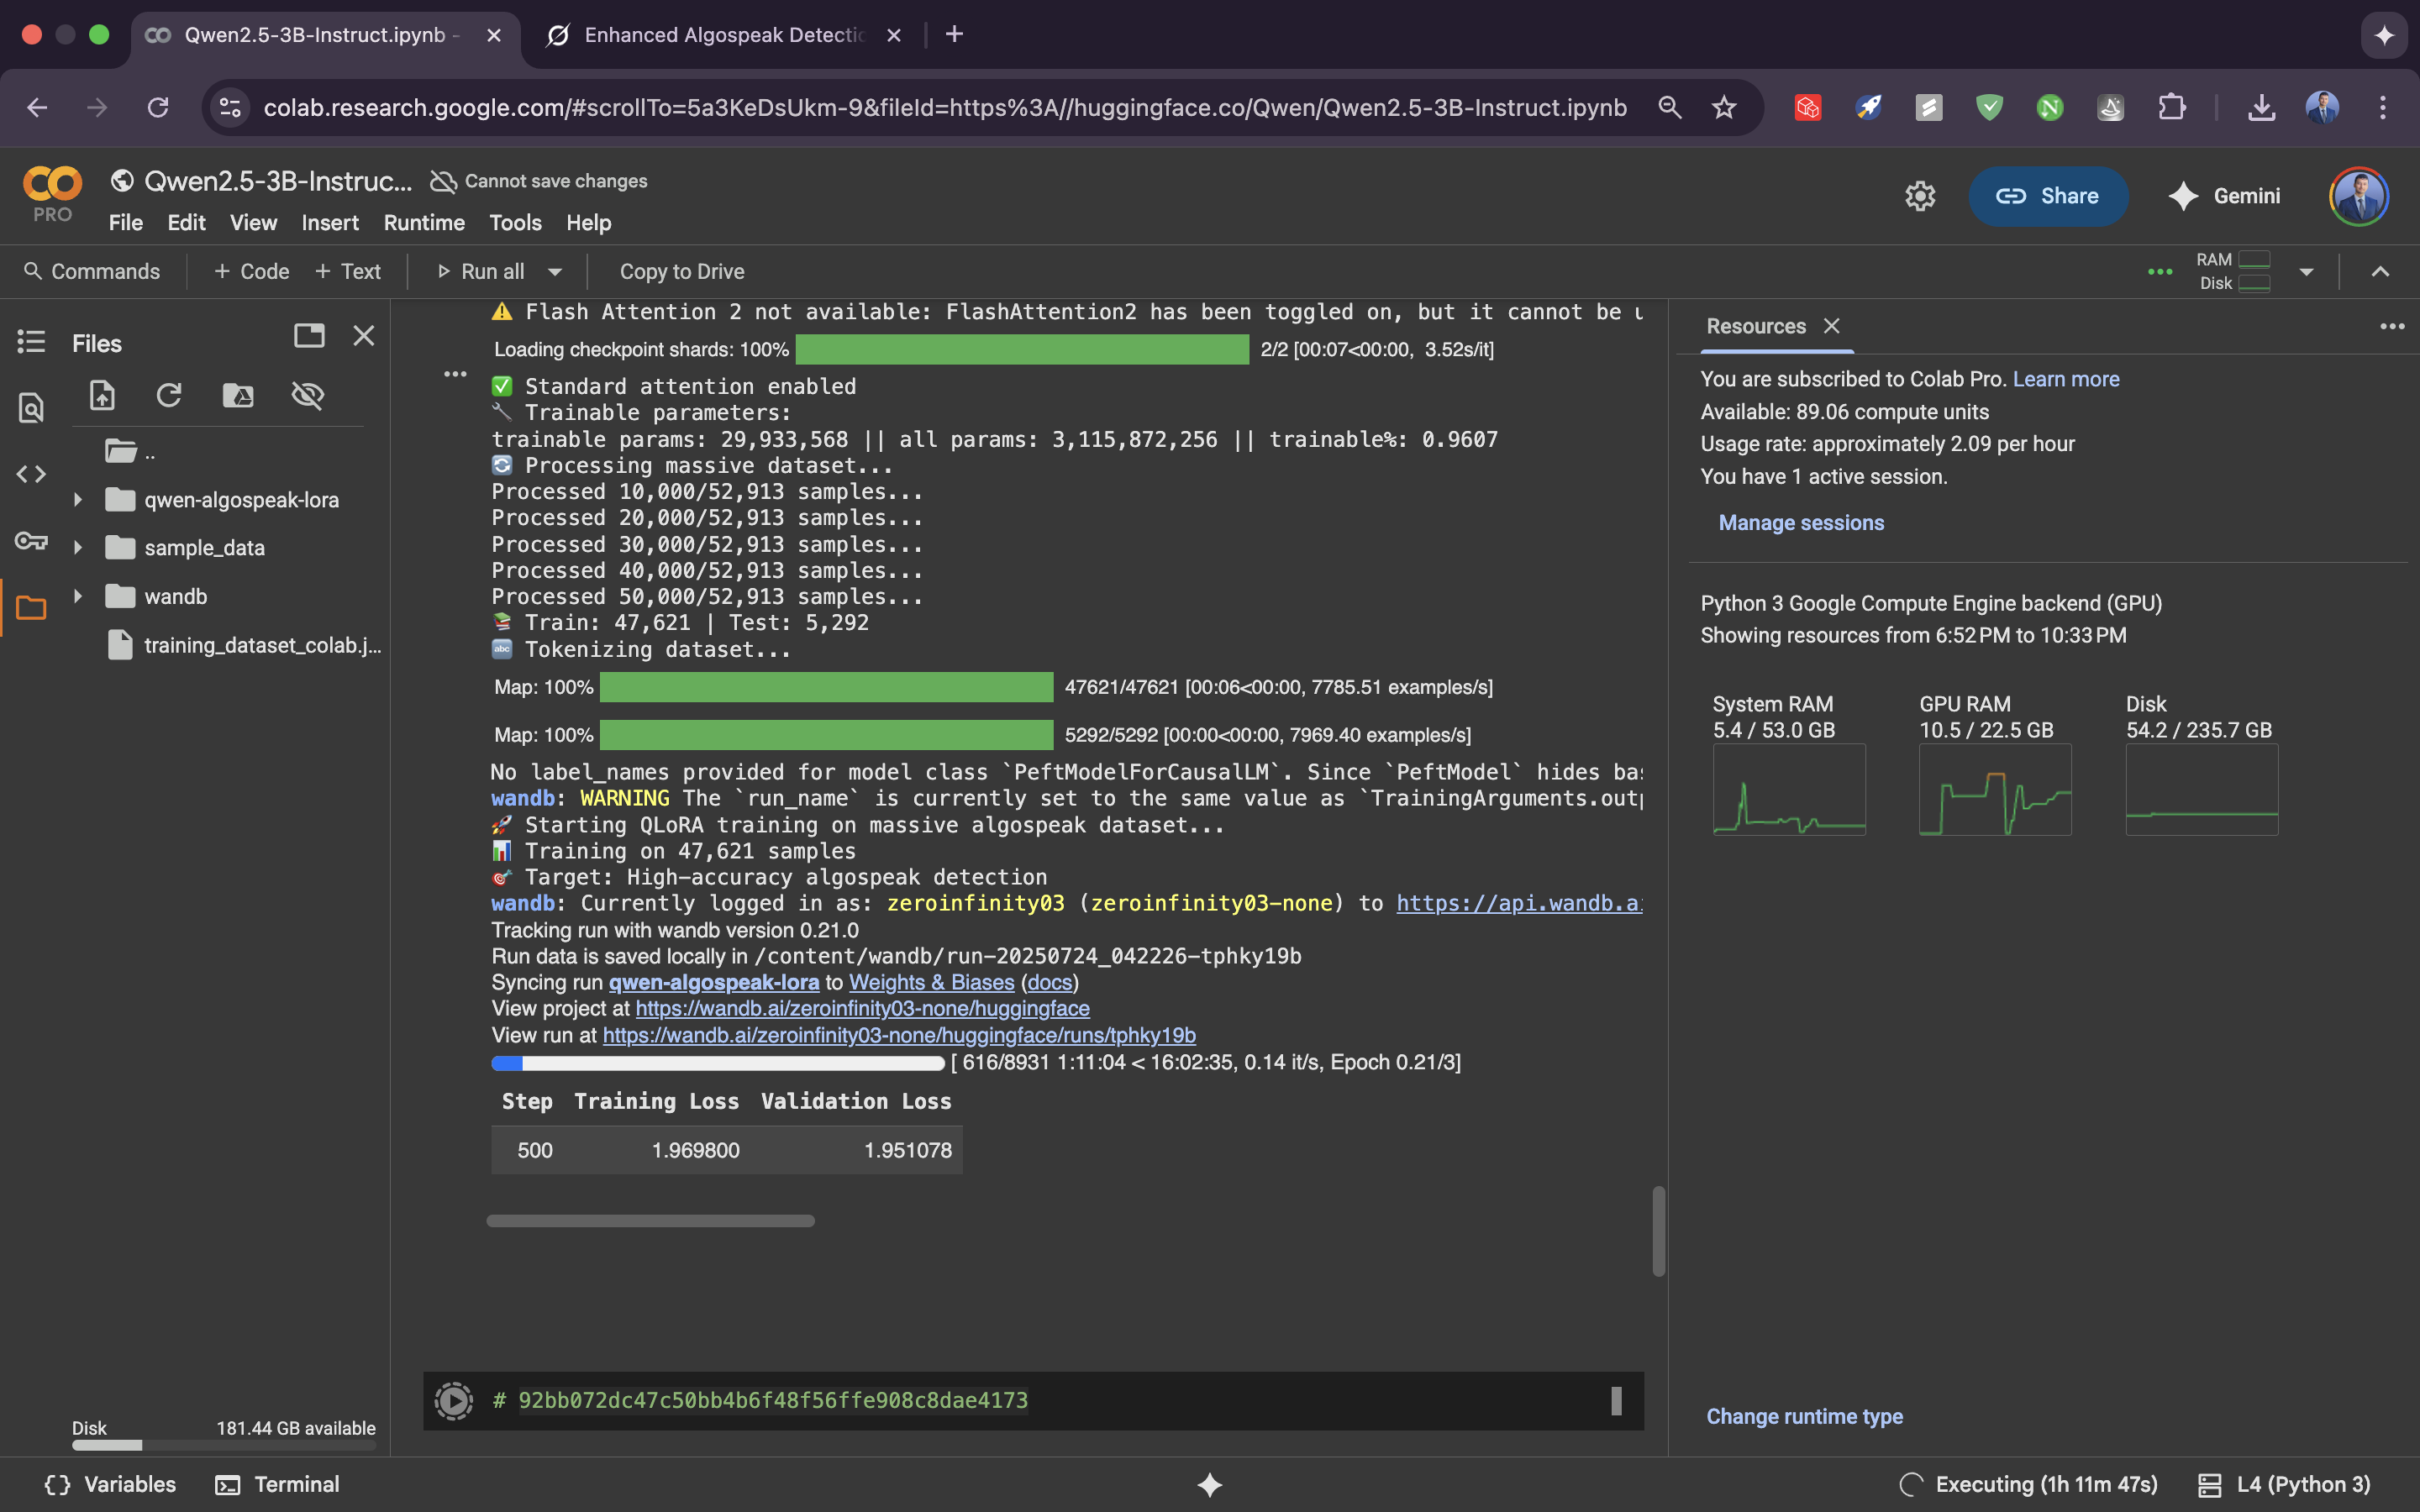 Qwen2.5-3B-Instruct.ipynb -
Enhanced Algospeak Detectio
colab.research.google.com/#scrollTo=5a3KeDsUkm-9&fileId=https%3A//huggingface.co/Qwen/Qwen2.5-3B-Instruct.ipynb
PRO
Qwen2.5-3B-Instruc...
Cannot save changes
File Edit View Insert Runtime Tools Help
Share
Gemini
Commands + Code + Text Run all Copy to Drive
RAM
Disk
Files
..
qwen-algospeak-lora
sample_data
wandb
training_dataset_colab.j...
Disk 181.44 GB available
⚠️ Flash Attention 2 not available: FlashAttention2 has been toggled on, but it cannot be u
Loading checkpoint shards: 100% 2/2 [00:07<00:00, 3.52s/it]
✅ Standard attention enabled
🔧 Trainable parameters:
trainable params: 29,933,568 || all params: 3,115,872,256 || trainable%: 0.9607
🔄 Processing massive dataset...
Processed 10,000/52,913 samples...
Processed 20,000/52,913 samples...
Processed 30,000/52,913 samples...
Processed 40,000/52,913 samples...
Processed 50,000/52,913 samples...
📚 Train: 47,621 | Test: 5,292
🔤 Tokenizing dataset...
Map: 100% 47621/47621 [00:06<00:00, 7785.51 examples/s]
Map: 100% 5292/5292 [00:00<00:00, 7969.40 examples/s]
No label_names provided for model class `PeftModelForCausalLM`. Since `PeftModel` hides bas
wandb: WARNING The `run_name` is currently set to the same value as `TrainingArguments.outp
🚀 Starting QLoRA training on massive algospeak dataset...
📊 Training on 47,621 samples
🎯 Target: High-accuracy algospeak detection
wandb: Currently logged in as: zeroinfinity03 (zeroinfinity03-none) to https://api.wandb.ai
Tracking run with wandb version 0.21.0
Run data is saved locally in /content/wandb/run-20250724_042226-tphky19b
Syncing run qwen-algospeak-lora to Weights & Biases (docs)
View project at https://wandb.ai/zeroinfinity03-none/huggingface
View run at https://wandb.ai/zeroinfinity03-none/huggingface/runs/tphky19b
[ 616/8931 1:11:04 < 16:02:35, 0.14 it/s, Epoch 0.21/3]
Step Training Loss Validation Loss
500 1.969800 1.951078
# 92bb072dc47c50bb4b6f48f56ffe908c8dae4173
Resources
You are subscribed to Colab Pro. Learn more
Available: 89.06 compute units
Usage rate: approximately 2.09 per hour
You have 1 active session.
Manage sessions
Python 3 Google Compute Engine backend (GPU)
Showing resources from 6:52 PM to 10:33 PM
System RAM GPU RAM Disk
5.4 / 53.0 GB 10.5 / 22.5 GB 54.2 / 235.7 GB
Change runtime type
{} Variables Terminal
Executing (1h 11m 47s) L4 (Python 3)